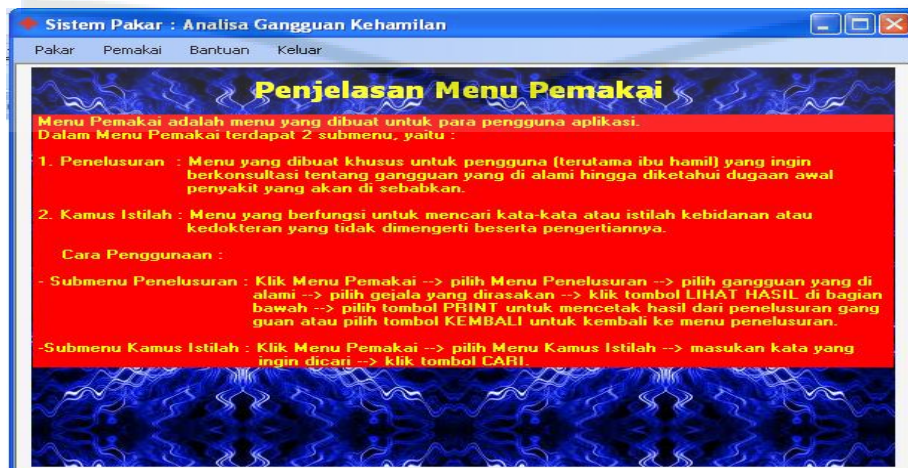 Sistem Pakar : Analisa Gangguan Kehamilan
Pakar Pemakai Bantuan Keluar
Penjelasan Menu Pemakai
Menu Pemakai adalah menu yang dibuat untuk para pengguna aplikasi.
Dalam Menu Pemakai terdapat 2 submenu, yaitu :
1. Penelusuran : Menu yang dibuat khusus untuk pengguna (terutama ibu hamil) yang ingin
berkonsultasi tentang gangguan yang di alami hingga diketahui dugaan awal
penyakit yang akan di sebabkan.
2. Kamus Istilah : Menu yang berfungsi untuk mencari kata-kata atau istilah kebidanan atau
kedokteran yang tidak dimengerti beserta pengertiannya.
Cara Penggunaan :
- Submenu Penelusuran : Klik Menu Pemakai --> pilih Menu Penelusuran --> pilih gangguan yang di
alami --> pilih gejala yang dirasakan --> klik tombol LIHAT HASIL di bagian
bawah --> pilih tombol PRINT untuk mencetak hasil dari penelusuran gang
guan atau pilih tombol KEMBALI untuk kembali ke menu penelusuran.
-Submenu Kamus Istilah : Klik Menu Pemakai --> pilih Menu Kamus Istilah --> masukan kata yang
ingin dicari --> klik tombol CARI.